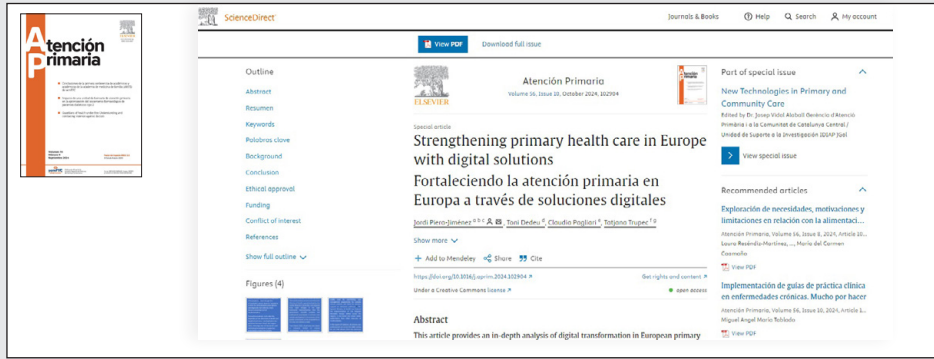 Atención
Primaria
ScienceDirect
Journals & Books
Help
Search
My account
View PDF
Download full issue
Outline
Abstract
Resumen
Keywords
Palabras clave
Background
Conclusion
Ethical approval
Funding
Conflict of interest
References
Show full outline
Figures (4)
ELSEVIER
Atención Primaria
Volume 56, Issue 10, October 2024, 102904
Special article
Strengthening primary health care in Europe
with digital solutions
Fortaleciendo la atención primaria en
Europa a través de soluciones digitales
Jordi Piera-Jiménez a b c, Toni Dedeu d, Claudia Pagliari e, Tatjana Trupec f g
Show more
Add to Mendeley
Share
Cite
https://doi.org/10.1016/j.aprim.2024.102904
Get rights and content
Under a Creative Commons license
open access
Abstract
This article provides an in-depth analysis of digital transformation in European primary
Part of special issue
New Technologies in Primary and
Community Care
Edited by Dr. Josep Vidal Alaball Gerència d'Atenció
Primària i a la Comunitat de Catalunya Central /
Unidad de Suporte a la Investigación IDIAP JGol
View special issue
Recommended articles
Exploración de necesidades, motivaciones y
limitaciones en relación con la alimentaci...
Atención Primaria, Volume 56, Issue 8, 2024, Article 10...
Laura Reséndiz-Martínez, ..., María del Carmen
Caamaño
View PDF
Implementación de guías de práctica clínica
en enfermedades crónicas. Mucho por hacer
Atención Primaria, Volume 56, Issue 10, 2024, Article 1...
Miguel Angel María Tablado
View PDF